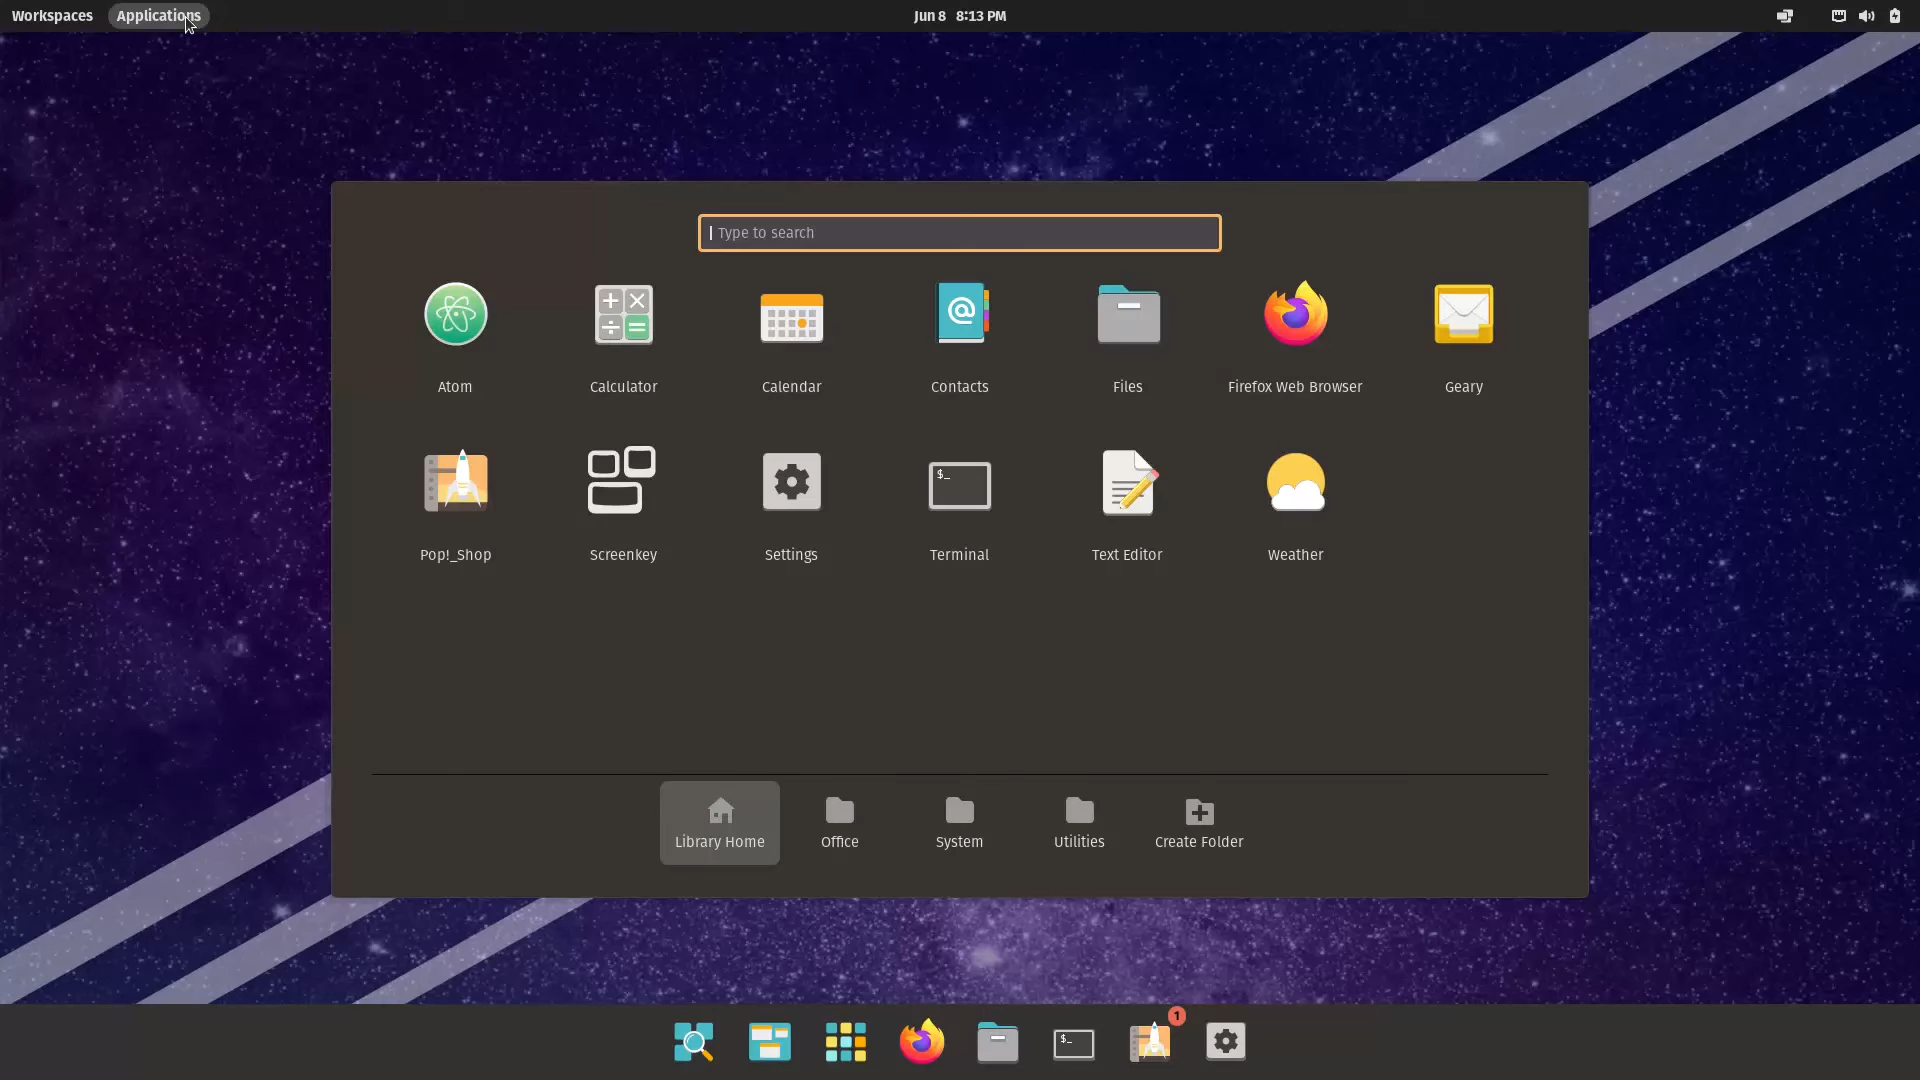 Workspaces Applications Jun 8 8:13 PM
Type to search
Atom Calculator Calendar Contacts Files Firefox Web Browser Geary
$_
Pop!_Shop Screenkey Settings Terminal Text Editor Weather
Library Home Office System Utilities Create Folder
1
$_